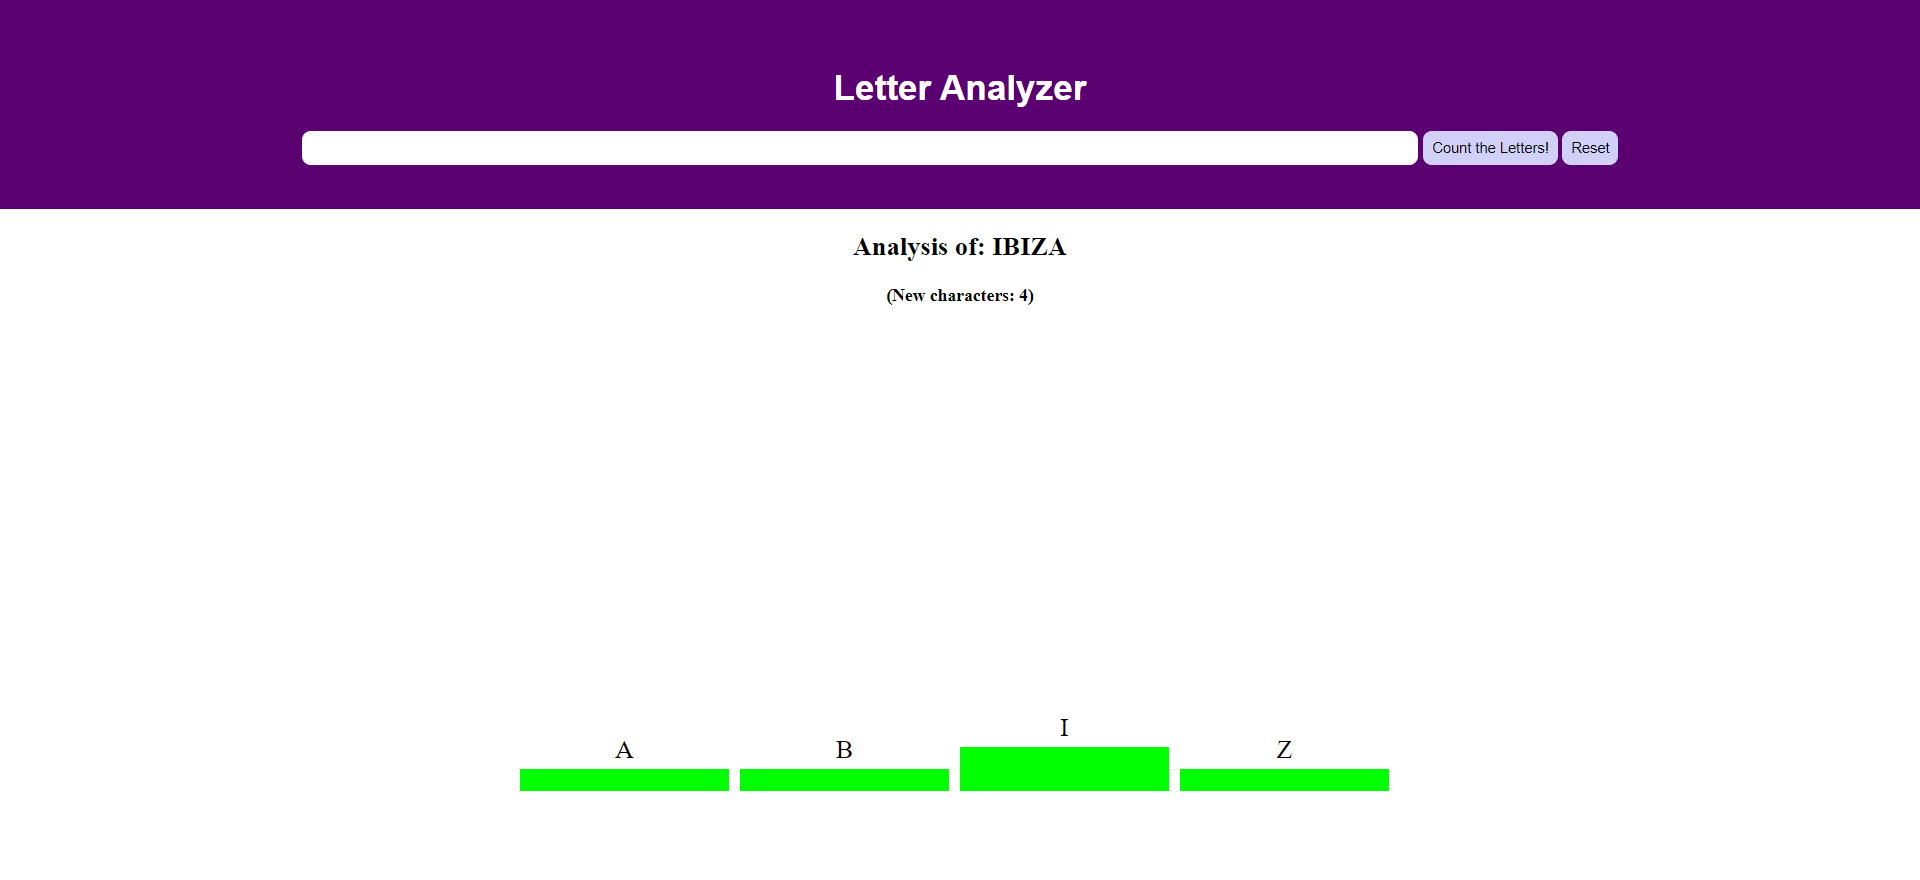 Letter Analyzer
Count the Letters! Reset
Analysis of: IBIZA
(New characters: 4)
I
A B Z